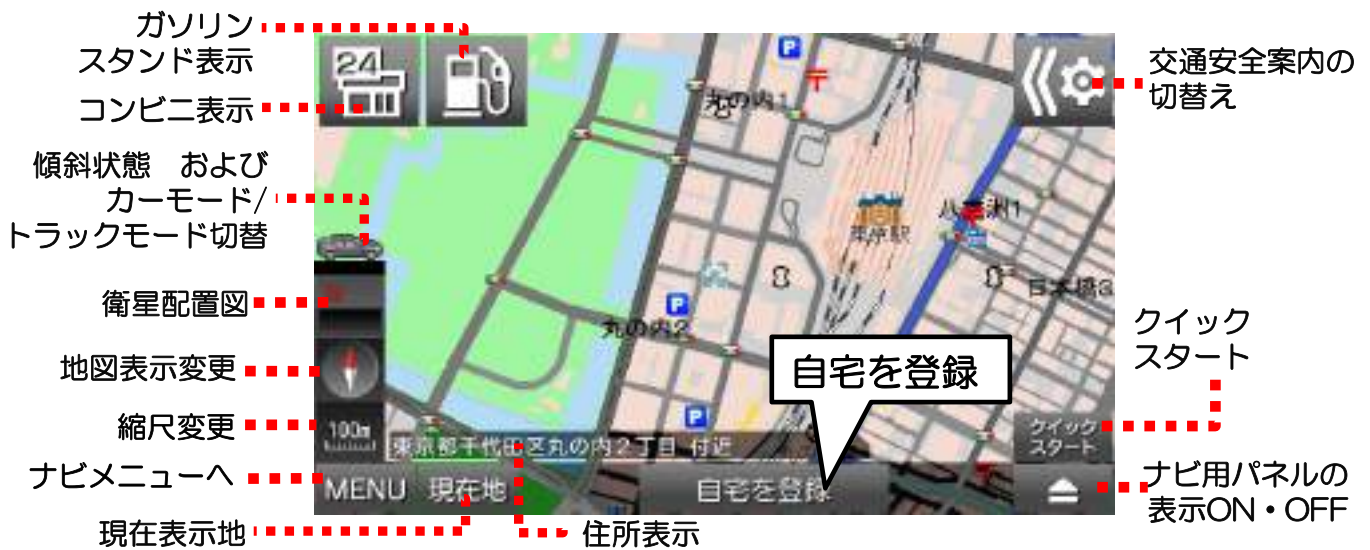 ガソリン
スタンド表示
コンビニ表示
傾斜状態　および
カーモード/
トラックモード切替
衛星配置図
地図表示変更
縮尺変更
ナビメニューへ
現在表示地
住所表示
交通安全案内の
切替え
クイック
スタート
ナビ用パネルの
表示ON・OFF
自宅を登録
24
P
丸の内1
東京駅
八重洲1
日本橋3
P
丸の内2
P
100m
東京都千代田区丸の内2丁目 付近
クイック
スタート
MENU 現在地
自宅を登録